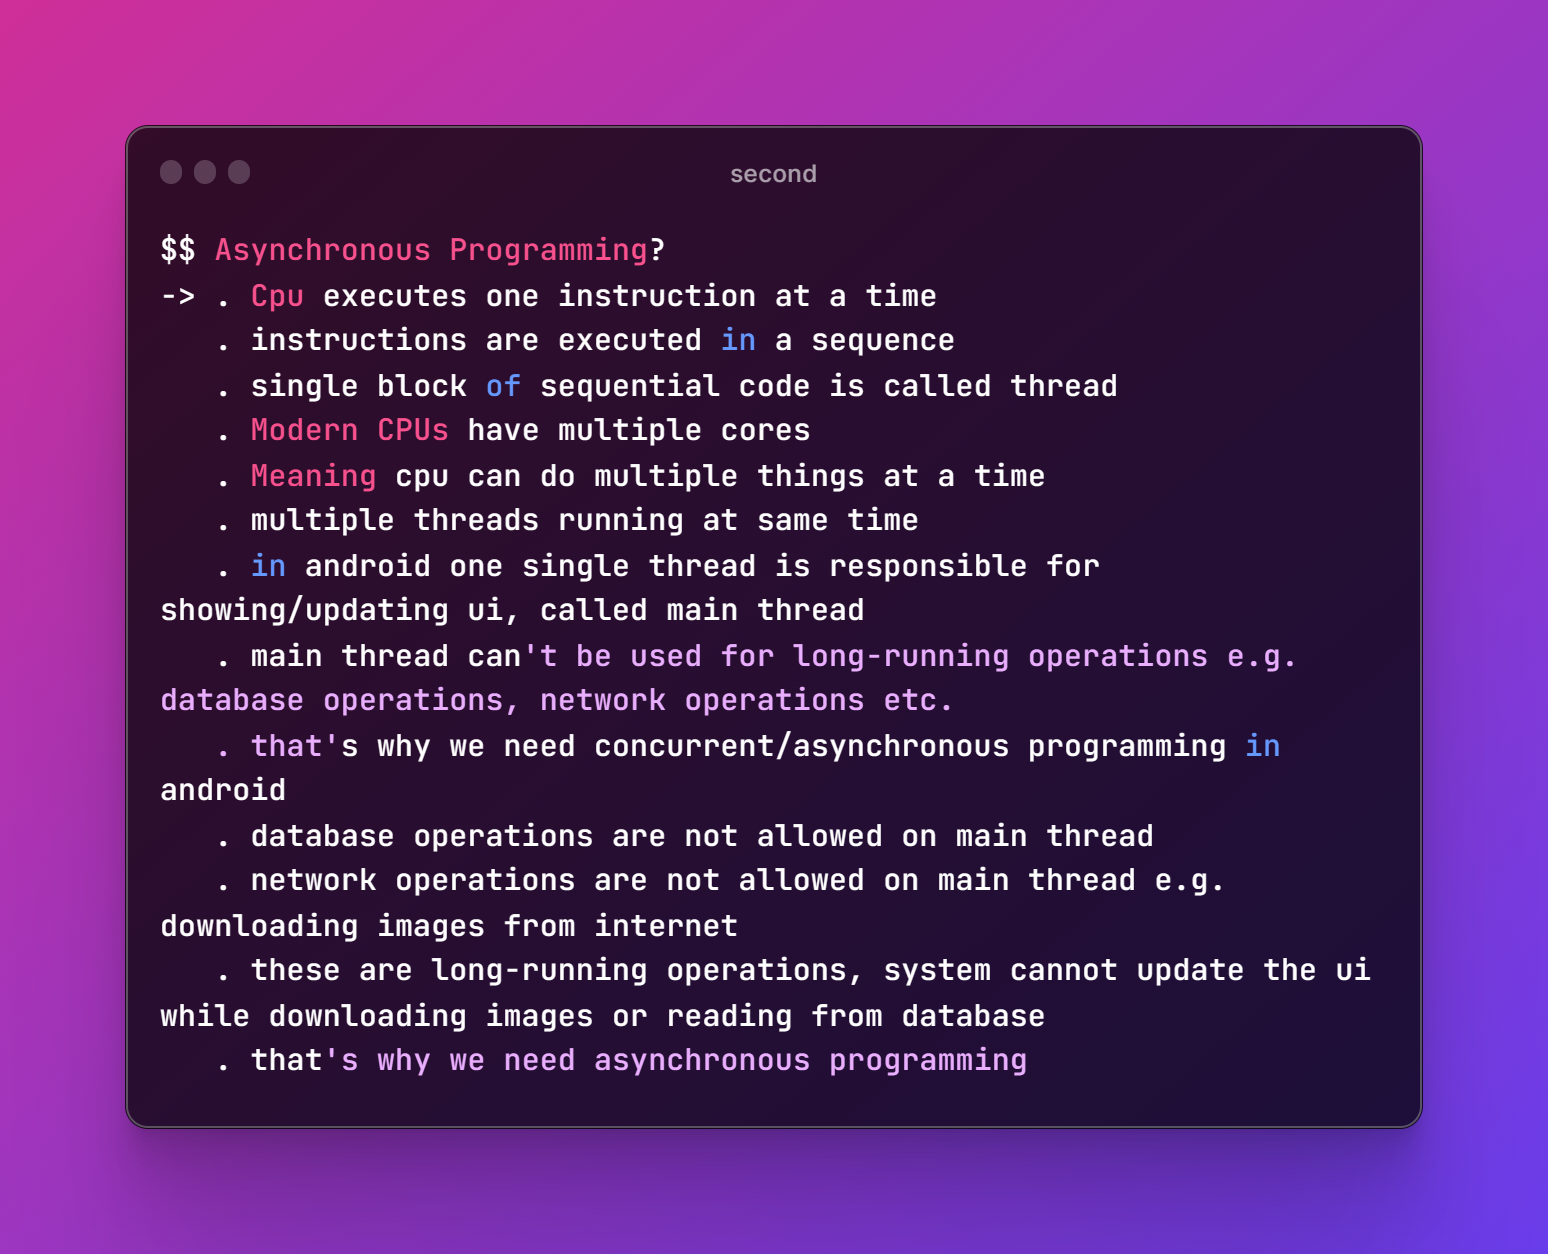 second
$$ Asynchronous Programming?
-> . Cpu executes one instruction at a time
. instructions are executed in a sequence
. single block of sequential code is called thread
. Modern CPUs have multiple cores
. Meaning cpu can do multiple things at a time
. multiple threads running at same time
. in android one single thread is responsible for
showing/updating ui, called main thread
. main thread can't be used for long-running operations e.g.
database operations, network operations etc.
. that's why we need concurrent/asynchronous programming in
android
. database operations are not allowed on main thread
. network operations are not allowed on main thread e.g.
downloading images from internet
. these are long-running operations, system cannot update the ui
while downloading images or reading from database
. that's why we need asynchronous programming